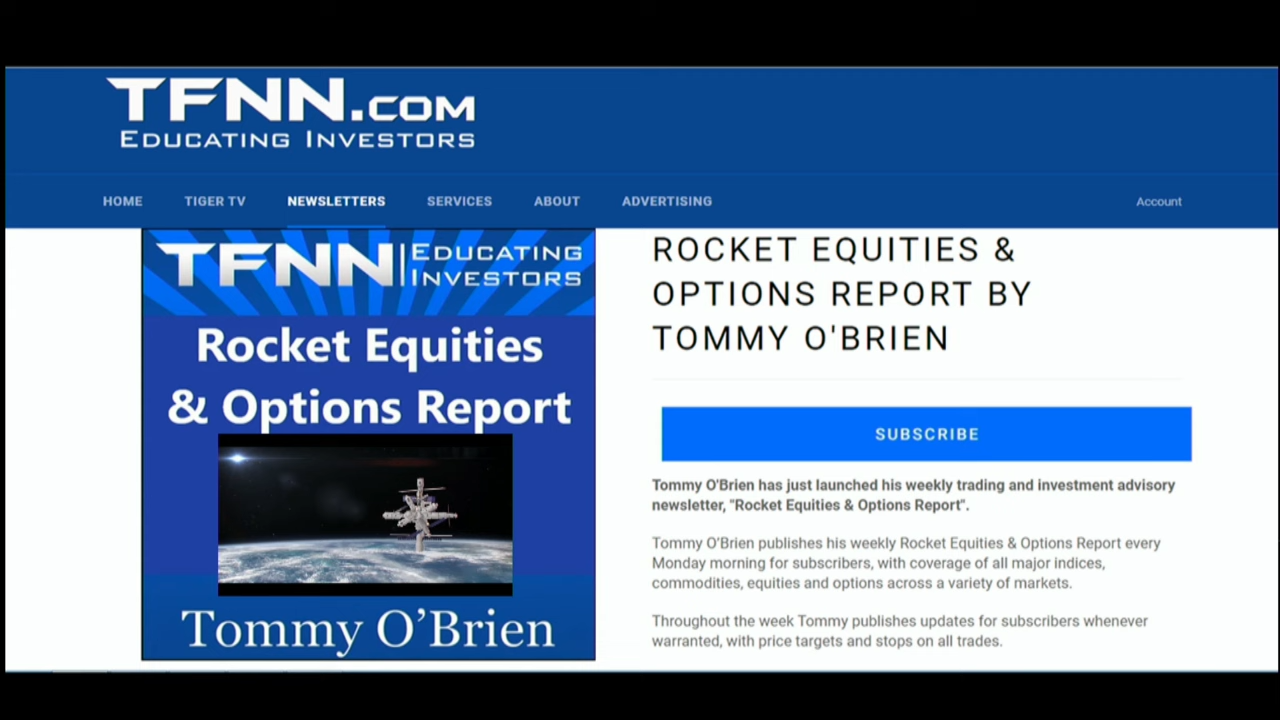 TFNN.COM
EDUCATING INVESTORS
HOME TIGER TV NEWSLETTERS SERVICES ABOUT ADVERTISING Account
TFNN EDUCATING
INVESTORS
Rocket Equities
& Options Report
Tommy O’Brien
ROCKET EQUITIES &
OPTIONS REPORT BY
TOMMY O'BRIEN
SUBSCRIBE
Tommy O'Brien has just launched his weekly trading and investment advisory
newsletter, "Rocket Equities & Options Report".
Tommy O’Brien publishes his weekly Rocket Equities & Options Report every
Monday morning for subscribers, with coverage of all major indices,
commodities, equities and options across a variety of markets.
Throughout the week Tommy publishes updates for subscribers whenever
warranted, with price targets and stops on all trades.